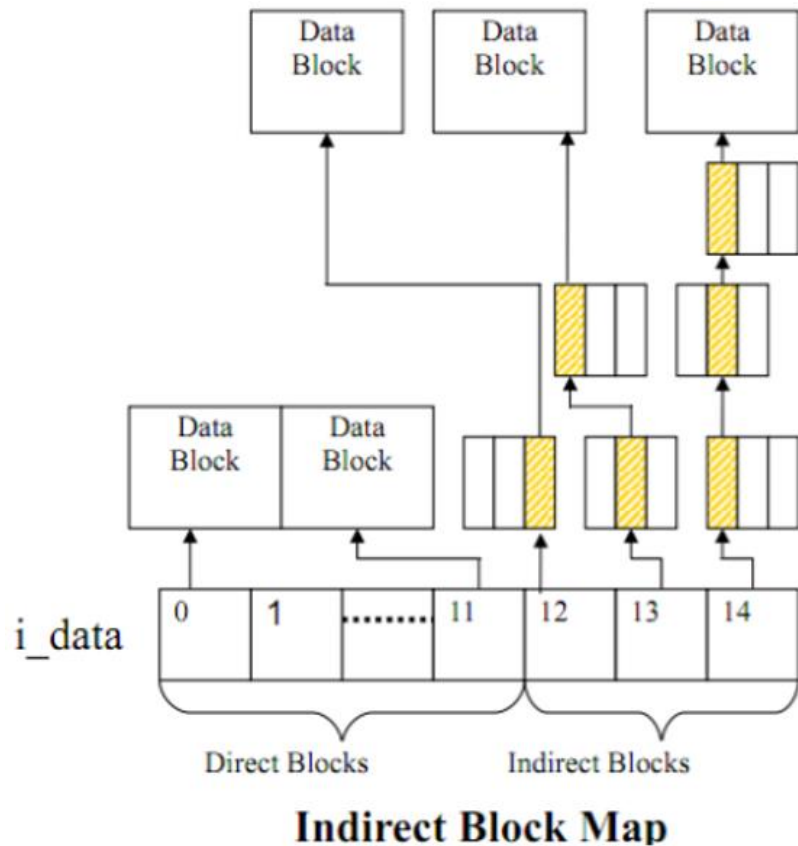 Data
Block
Data
Block
Data
Block
Data
Block
Data
Block
i_data
0
1
11
12
13
14
Direct Blocks
Indirect Blocks
Indirect Block Map